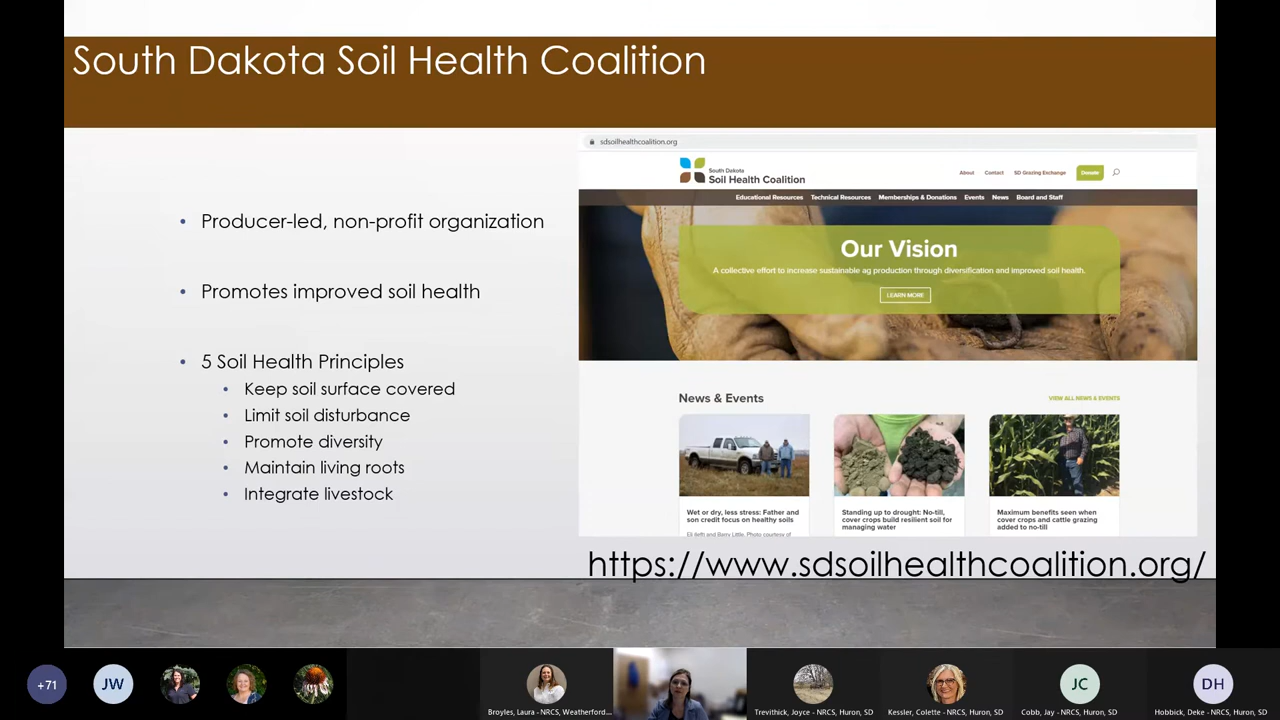 South Dakota Soil Health Coalition
• Producer-led, non-profit organization
• Promotes improved soil health
• 5 Soil Health Principles
• Keep soil surface covered
• Limit soil disturbance
• Promote diversity
• Maintain living roots
• Integrate livestock
sdsoilhealthcoalition.org
South Dakota
Soil Health Coalition
About Contact SD Grazing Exchange Donate
Educational Resources Technical Resources Memberships & Donations Events News Board and Staff
Our Vision
A collective effort to increase sustainable ag production through diversification and improved soil health.
LEARN MORE
News & Events
VIEW ALL NEWS & EVENTS
Wet or dry, less stress: Father and
son credit focus on healthy soils
Standing up to drought: No-till,
cover crops build resilient soil for
managing water
Maximum benefits seen when
cover crops and cattle grazing
added to no-till
https://www.sdsoilhealthcoalition.org/
+71
JW
Broyles, Laura - NRCS, Weatherford...
Trevithick, Joyce - NRCS, Huron, SD
Kessler, Colette - NRCS, Huron, SD
JC
Cobb, Jay - NRCS, Huron, SD
DH
Hobbick, Deke - NRCS, Huron, SD